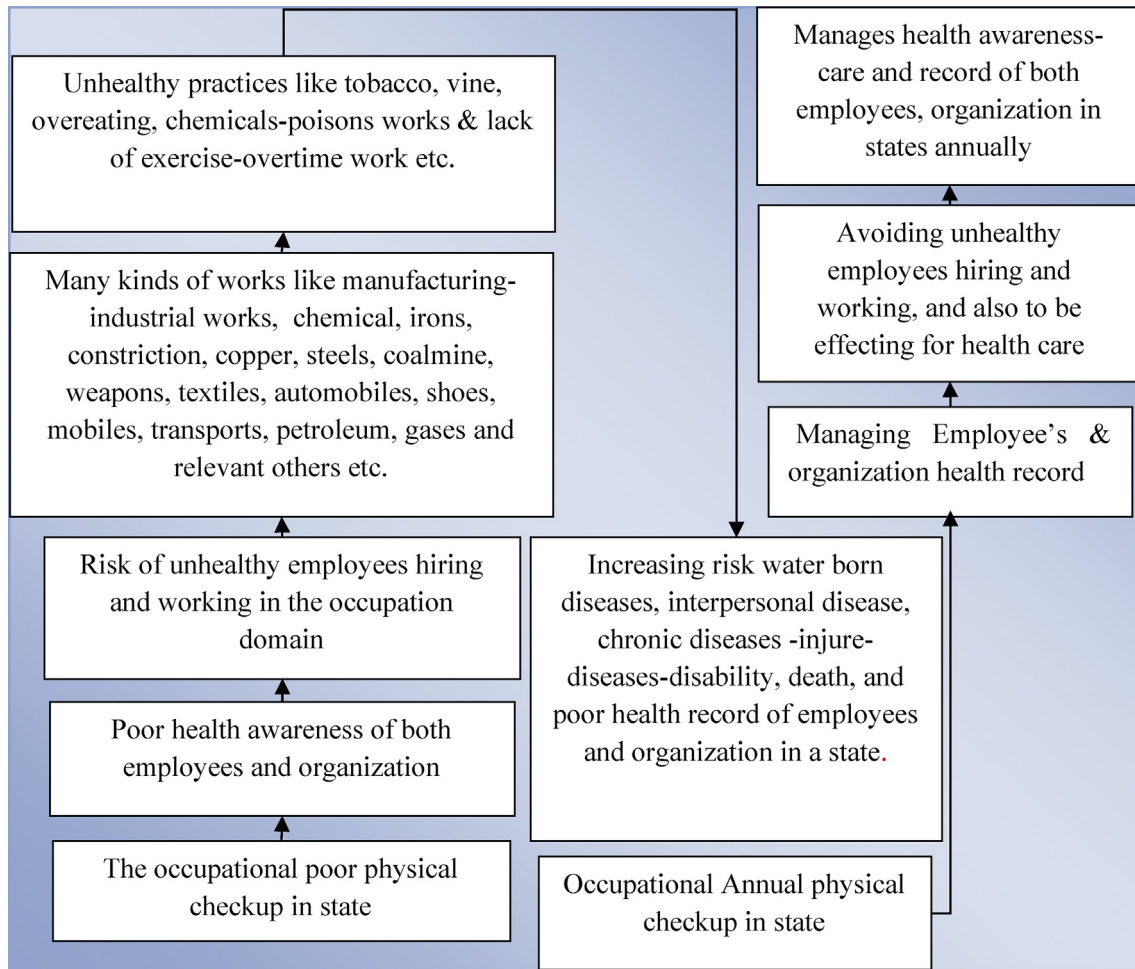 Unhealthy practices like tobacco, vine,
overeating, chemicals-poisons works & lack
of exercise-overtime work etc.
Many kinds of works like manufacturing-
industrial works, chemical, irons,
constriction, copper, steels, coalmine,
weapons, textiles, automobiles, shoes,
mobiles, transports, petroleum, gases and
relevant others etc.
Risk of unhealthy employees hiring
and working in the occupation
domain
Poor health awareness of both
employees and organization
The occupational poor physical
checkup in state
Increasing risk water born
diseases, interpersonal disease,
chronic diseases -injure-
diseases-disability, death, and
poor health record of employees
and organization in a state.
Manages health awareness-
care and record of both
employees, organization in
states annually
Avoiding unhealthy
employees hiring and
working, and also to be
effecting for health care
Managing Employee’s &
organization health record
Occupational Annual physical
checkup in state